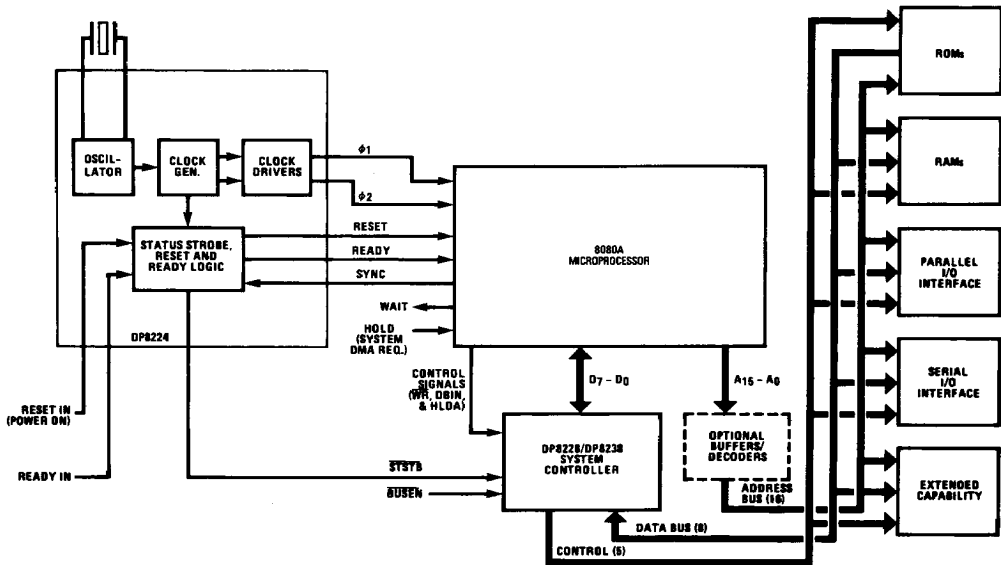 ROMs
OSCIL-
LATOR
CLOCK
GEN.
CLOCK
DRIVERS
ϕ1
ϕ2
RAMs
STATUS STROBE,
RESET AND
READY LOGIC
RESET
READY
SYNC
8080A
MICROPROCESSOR
PARALLEL
I/O
INTERFACE
WAIT
HOLD
(SYSTEM
DMA REQ.)
DP8224
CONTROL
SIGNALS
(WR, DBIN,
& HLDA)
D7 – D0
A15 – A0
SERIAL
I/O
INTERFACE
RESET IN
(POWER ON)
DP8228/DP8238
SYSTEM
CONTROLLER
OPTIONAL
BUFFERS/
DECODERS
READY IN
STSTB
BUSEN
ADDRESS
BUS (16)
EXTENDED
CAPABILITY
DATA BUS (8)
CONTROL (5)